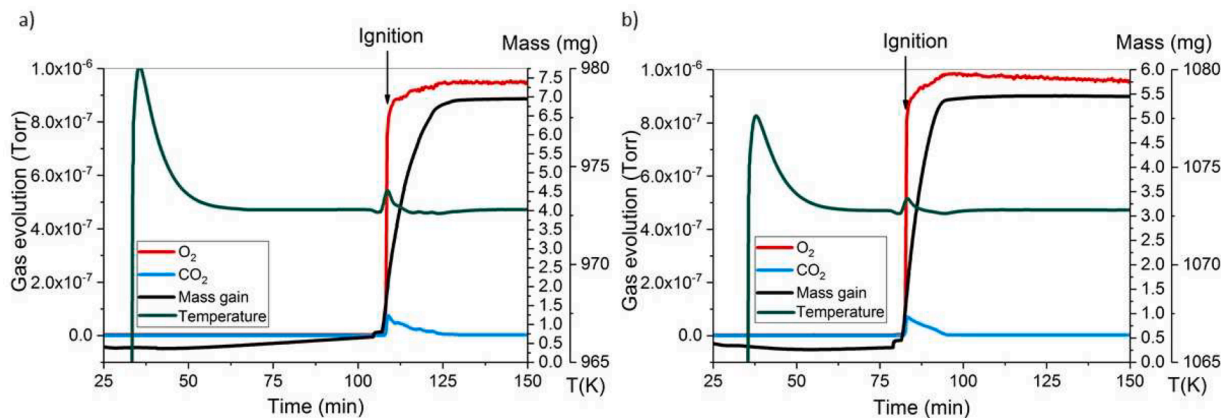 a)
Ignition
Mass (mg)
1.0x10⁻⁶
8.0x10⁻⁷
6.0x10⁻⁷
4.0x10⁻⁷
2.0x10⁻⁷
0.0
Gas evolution (Torr)
O₂
CO₂
Mass gain
Temperature
7.5
7.0
6.5
6.0
5.5
5.0
4.5
4.0
3.5
3.0
2.5
2.0
1.5
1.0
0.5
0.0
980
975
970
965
25 50 75 100 125 150
T(K)
Time (min)
b)
Ignition
Mass (mg)
1.0x10⁻⁶
8.0x10⁻⁷
6.0x10⁻⁷
4.0x10⁻⁷
2.0x10⁻⁷
0.0
Gas evolution (Torr)
O₂
CO₂
Mass gain
Temperature
6.0
5.5
5.0
4.5
4.0
3.5
3.0
2.5
2.0
1.5
1.0
0.5
0.0
1080
1075
1070
1065
25 50 75 100 125 150
T(K)
Time (min)